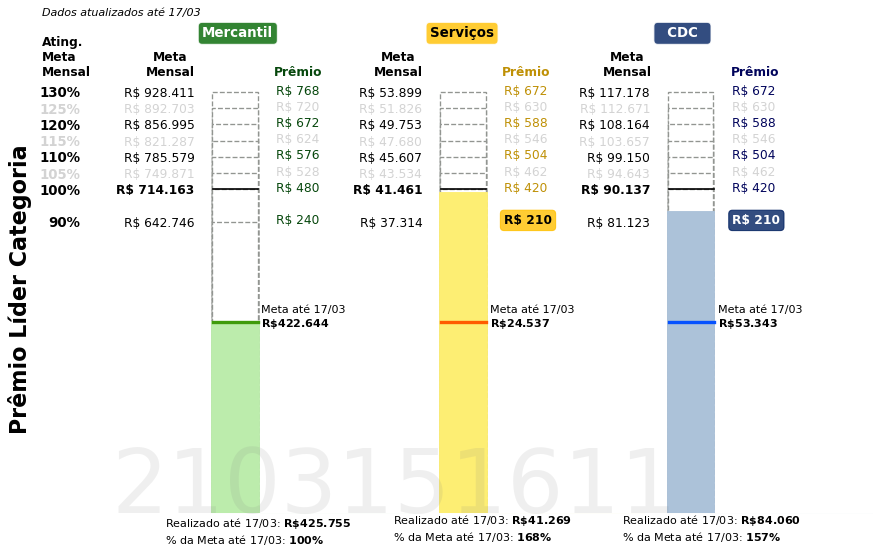 Dados atualizados até 17/03
Mercantil Serviços CDC
Ating. Meta Mensal Meta Mensal Prêmio Meta Mensal Prêmio Meta Mensal Prêmio
130% R$ 928.411 R$ 768 R$ 53.899 R$ 672 R$ 117.178 R$ 672
125% R$ 892.703 R$ 720 R$ 51.826 R$ 630 R$ 112.671 R$ 630
120% R$ 856.995 R$ 672 R$ 49.753 R$ 588 R$ 108.164 R$ 588
115% R$ 821.287 R$ 624 R$ 47.680 R$ 546 R$ 103.657 R$ 546
110% R$ 785.579 R$ 576 R$ 45.607 R$ 504 R$ 99.150 R$ 504
105% R$ 749.871 R$ 528 R$ 43.534 R$ 462 R$ 94.643 R$ 462
100% R$ 714.163 R$ 480 R$ 41.461 R$ 420 R$ 90.137 R$ 420
90% R$ 642.746 R$ 240 R$ 37.314 R$ 210 R$ 81.123 R$ 210
Prêmio Líder Categoria
Meta até 17/03 Meta até 17/03 Meta até 17/03
R$422.644 R$24.537 R$53.343
2103151611
Realizado até 17/03: R$425.755 Realizado até 17/03: R$41.269 Realizado até 17/03: R$84.060
% da Meta até 17/03: 100% % da Meta até 17/03: 168% % da Meta até 17/03: 157%